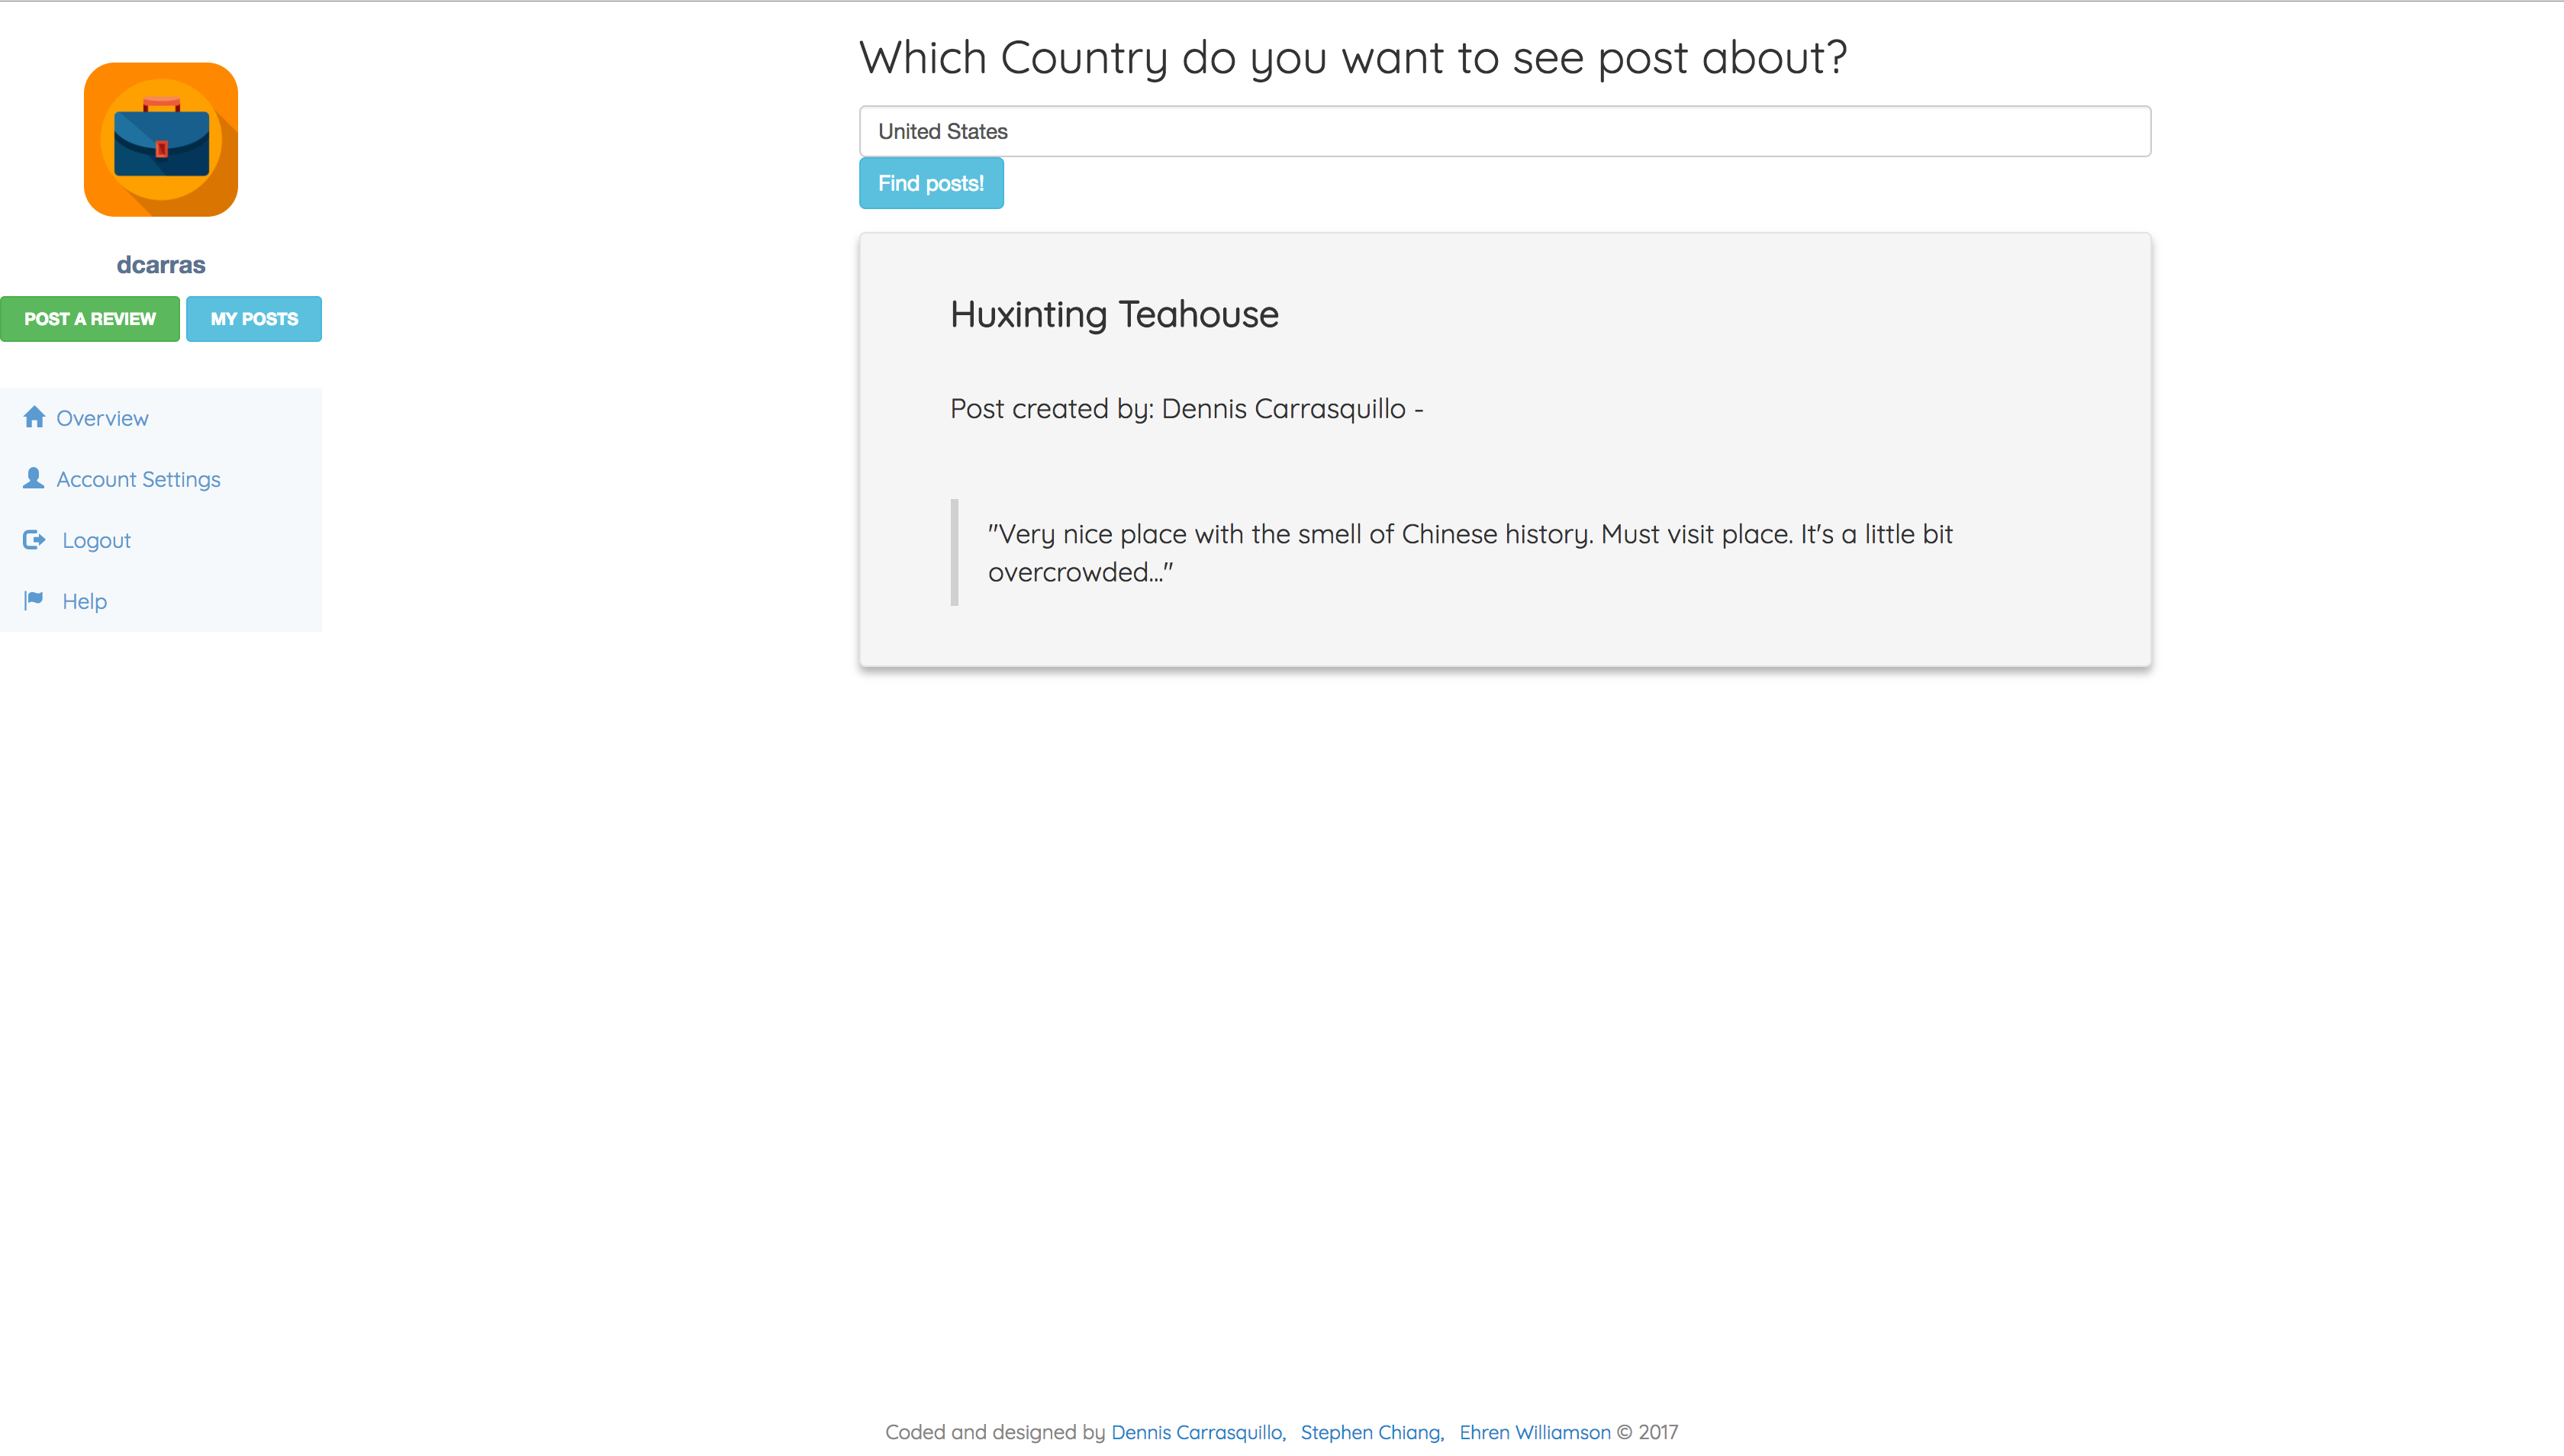 Which Country do you want to see post about?
United States
Find posts!
dcarras
POST A REVIEW
MY POSTS
Overview
Account Settings
Logout
Help
Huxinting Teahouse
Post created by: Dennis Carrasquillo -
"Very nice place with the smell of Chinese history. Must visit place. It's a little bit
overcrowded..."
Coded and designed by Dennis Carrasquillo, Stephen Chiang, Ehren Williamson © 2017